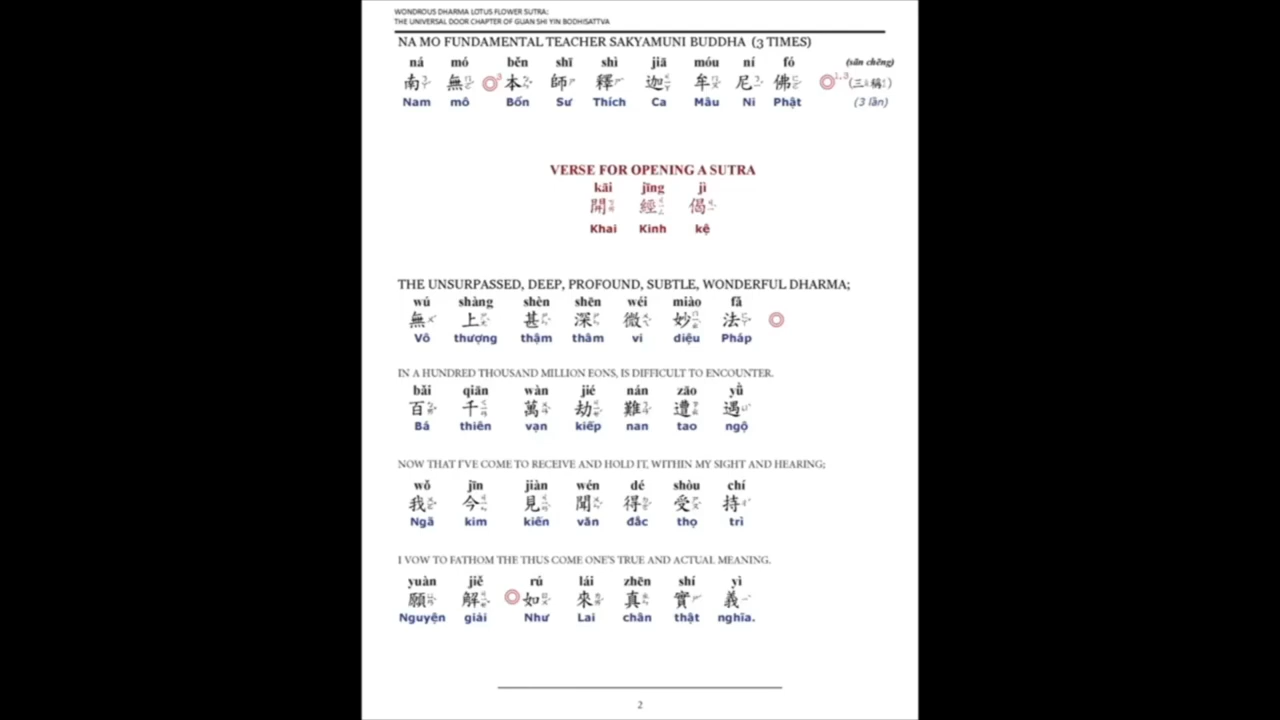 WONDROUS DHARMA LOTUS FLOWER SUTRA;
THE UNIVERSAL DOOR CHAPTER OF GUAN SHI YIN BODHISATTVA
NA MO FUNDAMENTAL TEACHER SAKYAMUNI BUDDHA (3 TIMES)
ná mó běn shī shì jiā móu ní fó (sān chēng)
南 無 3 本 師 釋 迦 牟 尼 佛 1, 3 (三稱)
Nam mô Bổn Sư Thích Ca Mâu Ni Phật (3 lần)
VERSE FOR OPENING A SUTRA
kāi jīng jì
開 經 偈
Khai Kinh kệ
THE UNSURPASSED, DEEP, PROFOUND, SUBTLE, WONDERFUL DHARMA;
wú shàng shèn shēn wéi miào fǎ
無 上 甚 深 微 妙 法
Vô thượng thậm thâm vi diệu Pháp
IN A HUNDRED THOUSAND MILLION EONS, IS DIFFICULT TO ENCOUNTER.
bǎi qiān wàn jié nán zāo yǜ
百 千 萬 劫 難 遭 遇
Bá thiên vạn kiếp nan tao ngộ
NOW THAT I'VE COME TO RECEIVE AND HOLD IT, WITHIN MY SIGHT AND HEARING;
wǒ jīn jiàn wén dé shòu chí
我 今 見 聞 得 受 持
Ngã kim kiến văn đắc thọ trì
I VOW TO FATHOM THE THUS COME ONE'S TRUE AND ACTUAL MEANING.
yuàn jiě rú lái zhēn shí yì
願 解 如 來 真 實 義
Nguyện giải Như Lai chân thật nghĩa.
2